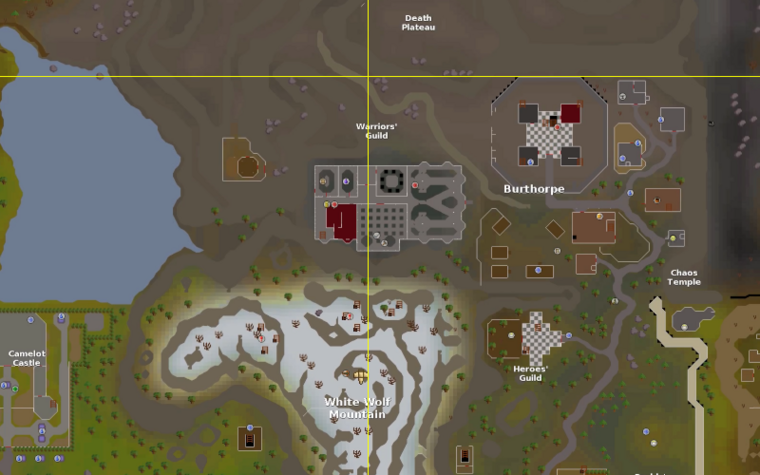 Death
Plateau
Warriors'
Guild
Burthorpe
Chaos
Temple
Camelot
Castle
Heroes'
Guild
White Wolf
Mountain